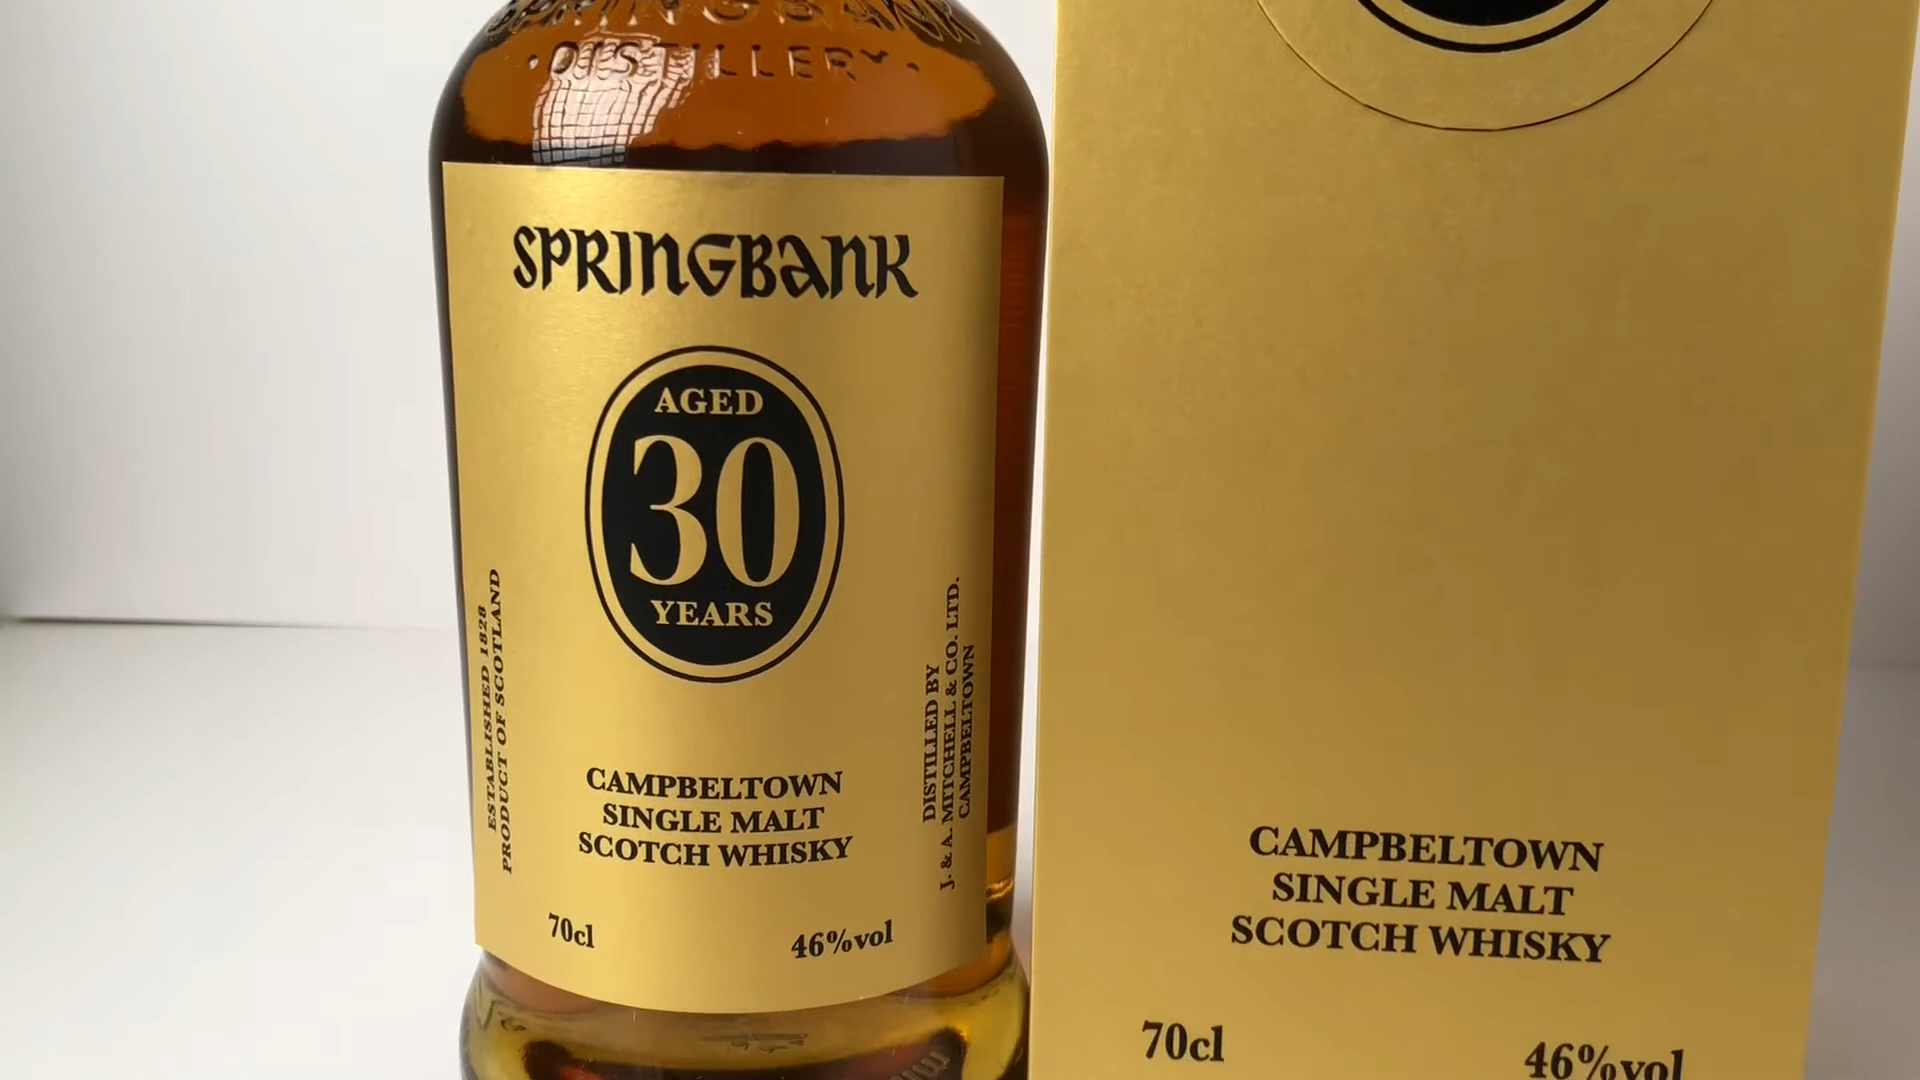 SPRINGBANK
·DISTILLERY·
SPRINGBANK
AGED
30
YEARS
ESTABLISHED 1828
PRODUCT OF SCOTLAND
DISTILLED BY
J. & A. MITCHELL & CO. LTD.
CAMPBELTOWN
CAMPBELTOWN
SINGLE MALT
SCOTCH WHISKY
70cl
46%vol
CAMPBELTOWN
SINGLE MALT
SCOTCH WHISKY
70cl
46%vol